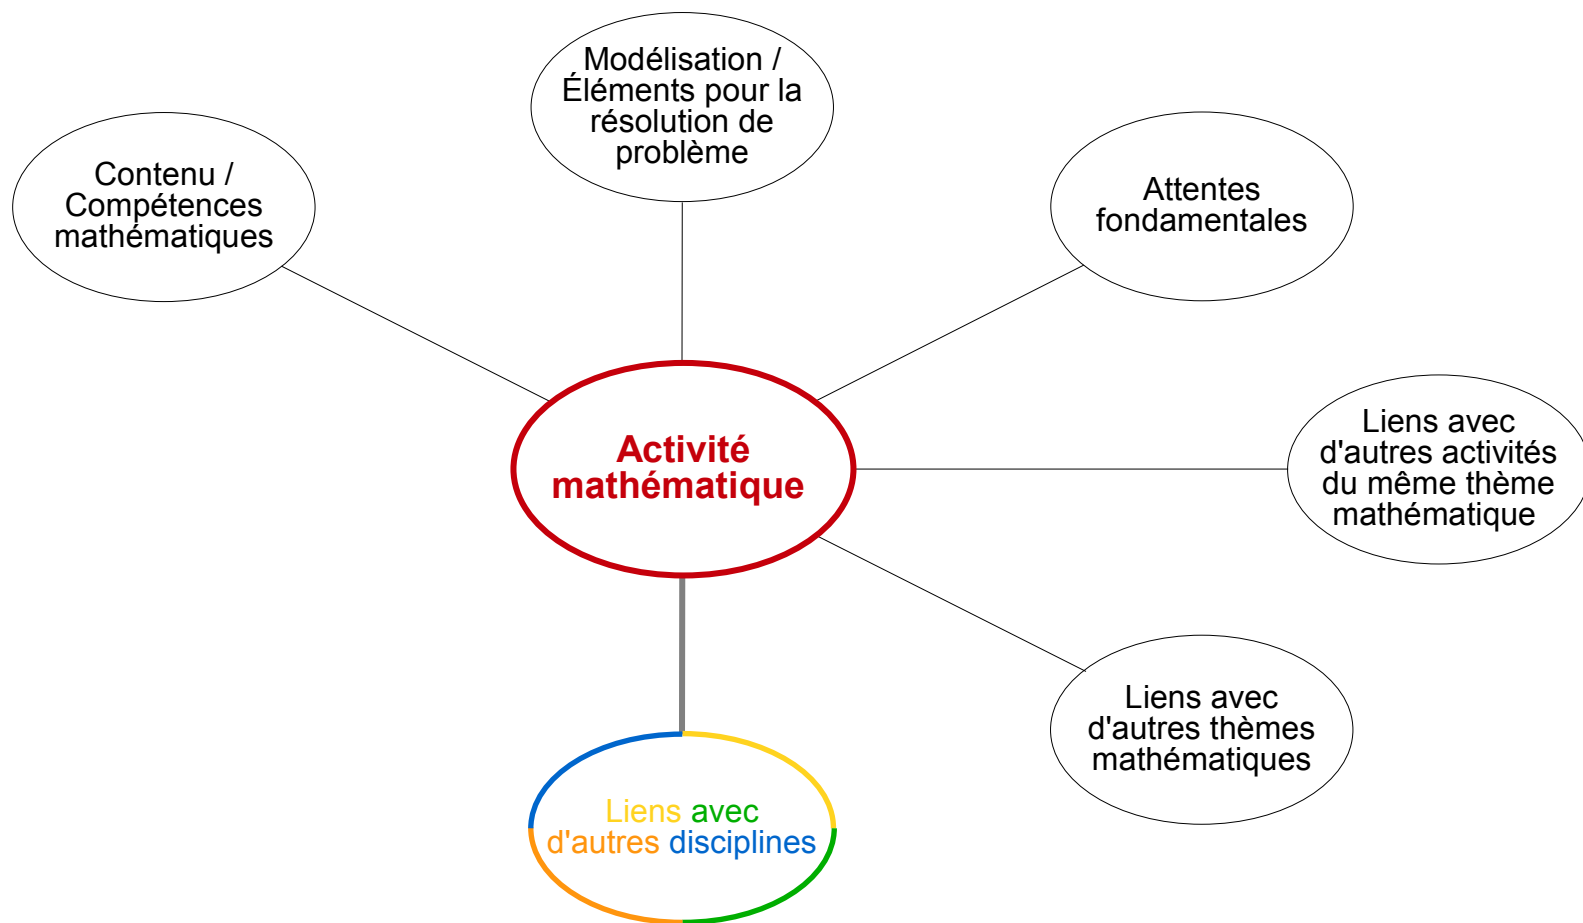 Modélisation /
Éléments pour la
résolution de
problème
Contenu /
Compétences
mathématiques
Attentes
fondamentales
Activité
mathématique
Liens avec
d'autres activités
du même thème
mathématique
Liens avec
d'autres thèmes
mathématiques
Liens avec
d'autres disciplines